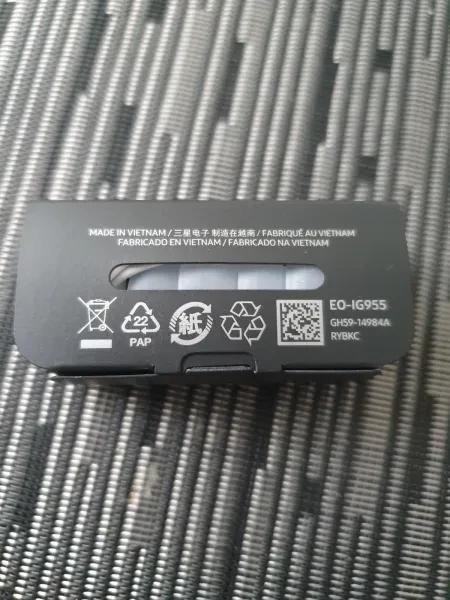 MADE IN VIETNAM / 三星电子 制造在越南 / FABRIQUÉ AU VIETNAM
FABRICADO EN VIETNAM / FABRICADO NA VIETNAM
22
PAP
紙
EO-IG955
GH59-14984A
RYBKC